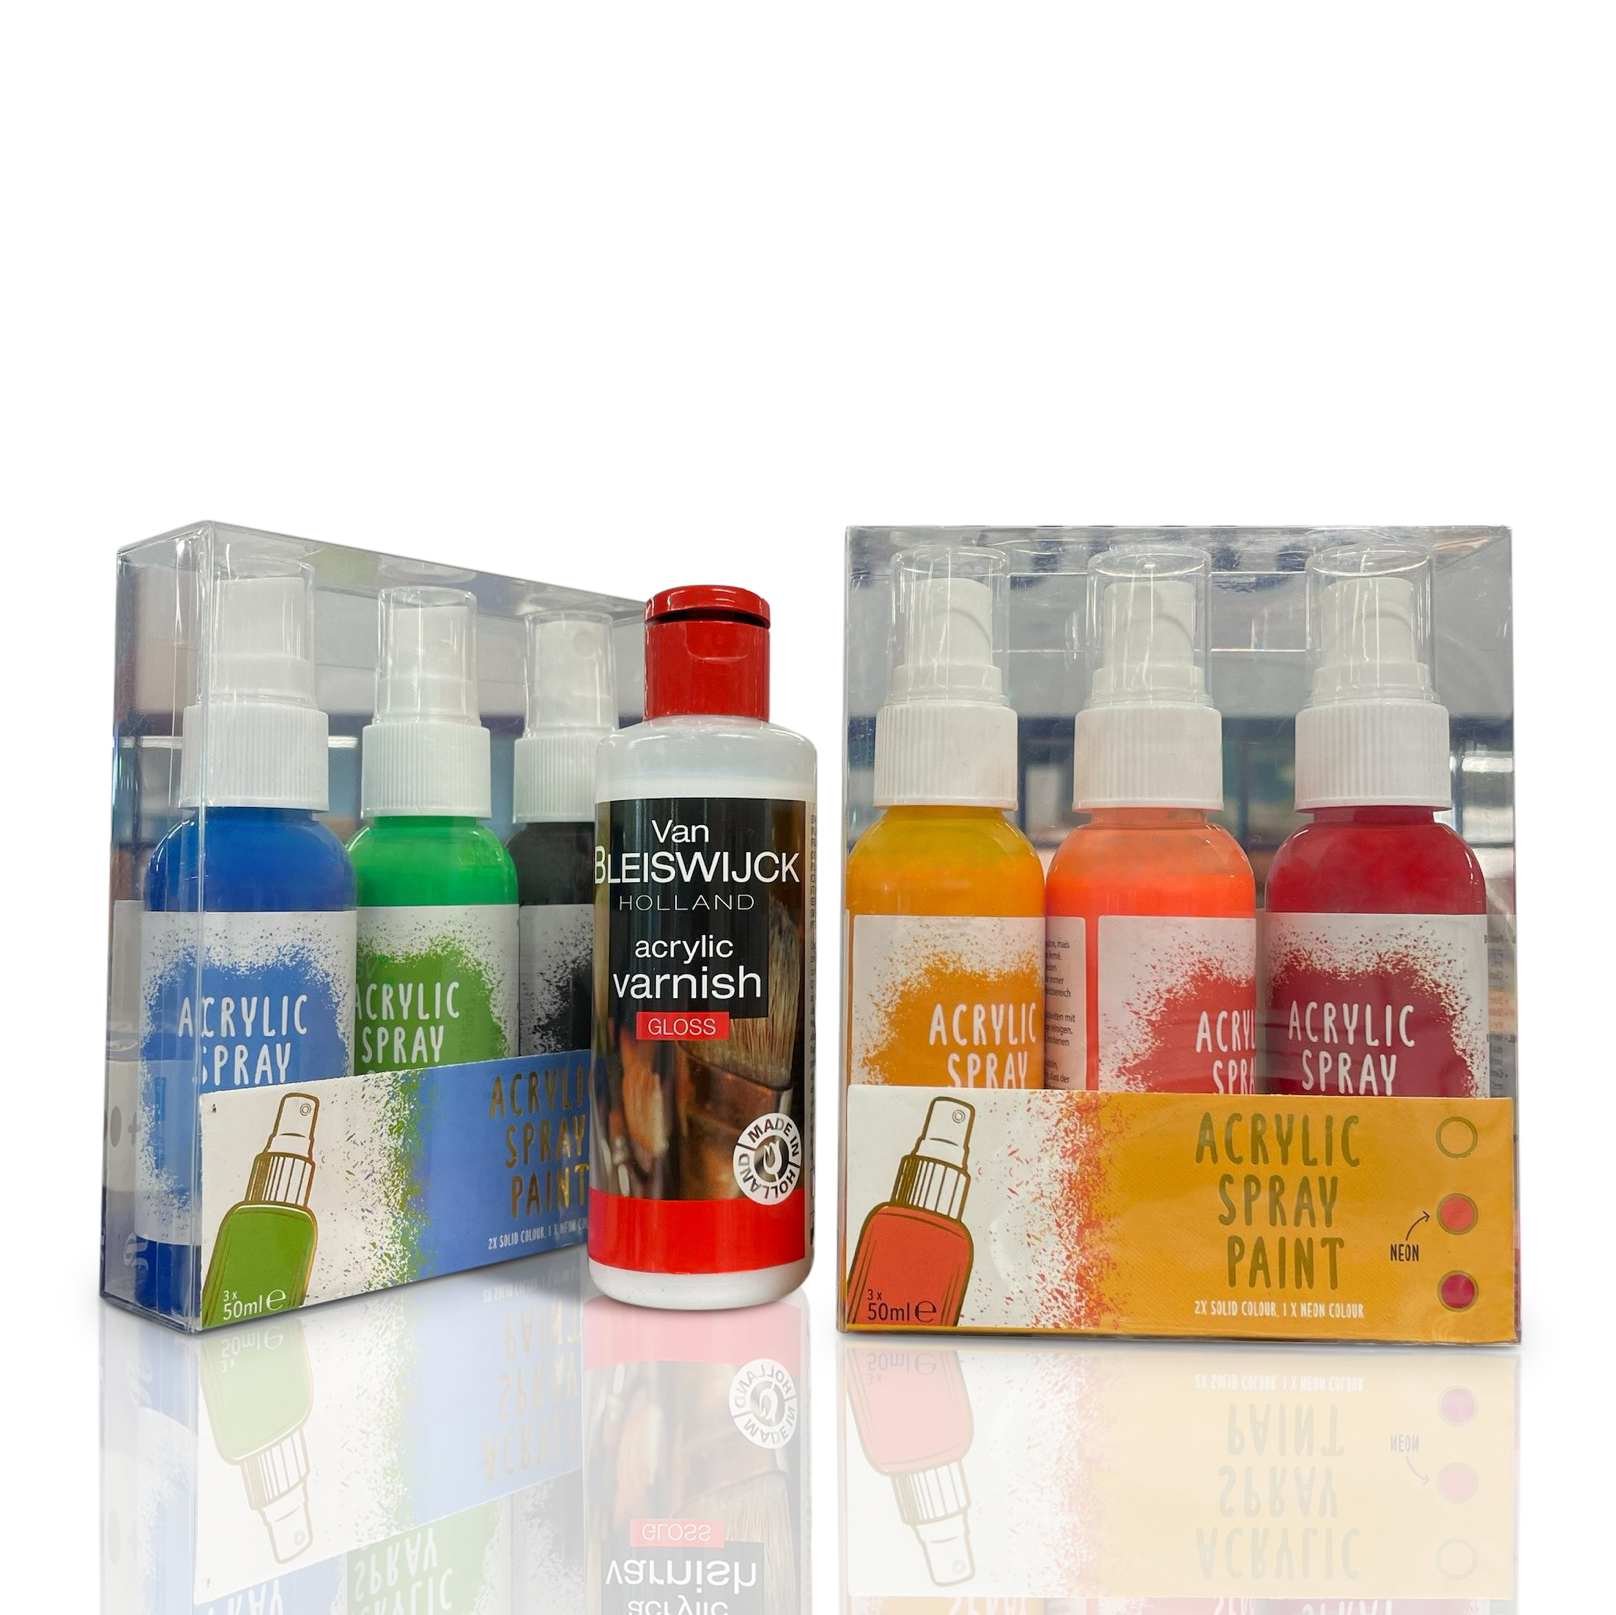 ACRYLIC
SPRAY
ACRYLIC
SPRAY
ACRYLIC
SPRAY
PAINT
2X SOLID COLOUR, 1 X NEON
3 x
50ml e
Van
BLEISWIJCK
HOLLAND
acrylic
varnish
GLOSS
MADE IN HOLLAND
ACRYLIC
SPRAY
ACRYLIC
SPRAY
ACRYLIC
SPRAY
ACRYLIC
SPRAY
PAINT
NEON
2X SOLID COLOUR, 1 X NEON COLOUR
3 x
50ml e